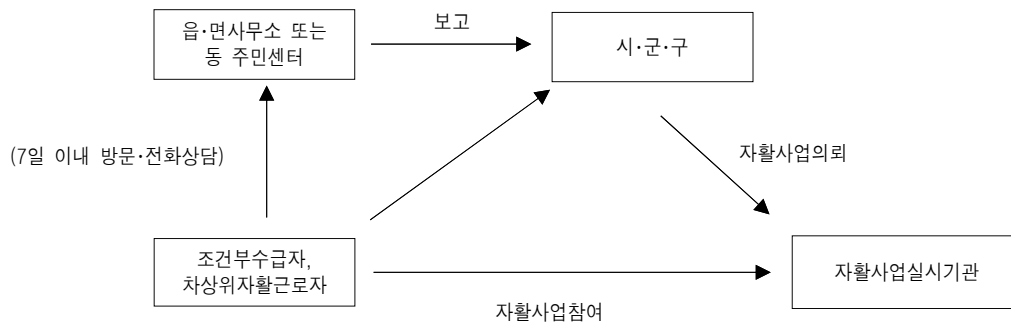 읍·면사무소 또는
동 주민센터
보고
시·군·구
(7일 이내 방문·전화상담)
자활사업의뢰
조건부수급자,
차상위자활근로자
자활사업실시기관
자활사업참여